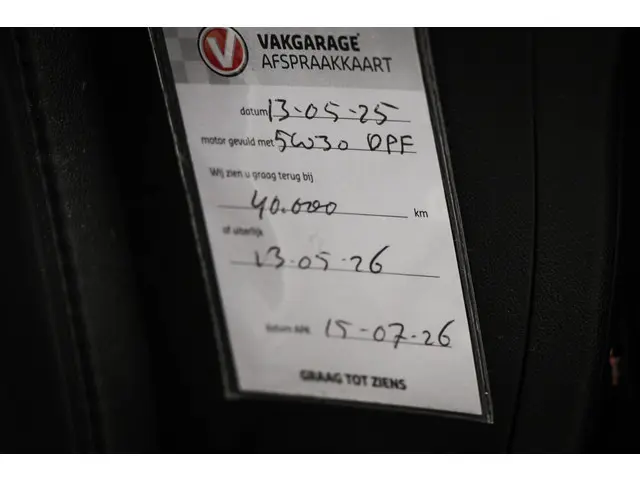 V VAKGARAGE
AFSPRAAKKAART
datum 13-05-25
motor gevuld met 5W30 DPF
Wij zien u graag terug bij
40.000 km
of uiterlijk
13-05-26
datum APK 15-07-26
GRAAG TOT ZIENS